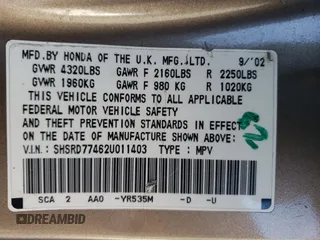 MFD.BY HONDA OF THE U.K. MFG.,LTD. 9/'02
GVWR 4320LBS GAWR F 2160LBS R 2250LBS
GVWR 1960KG GAWR F 980 KG R 1020KG
THIS VEHICLE CONFORMS TO ALL APPLICABLE
FEDERAL MOTOR VEHICLE SAFETY
AND THEFT PREVENTION STANDARDS IN EFFECT
ON THE DATE OF MANUFACTURE SHOWN ABOVE.
V.I.N.: SHSRD77462U011403 TYPE: MPV
SCA 2 AAO -YR535M -D -U
©DREAMBID